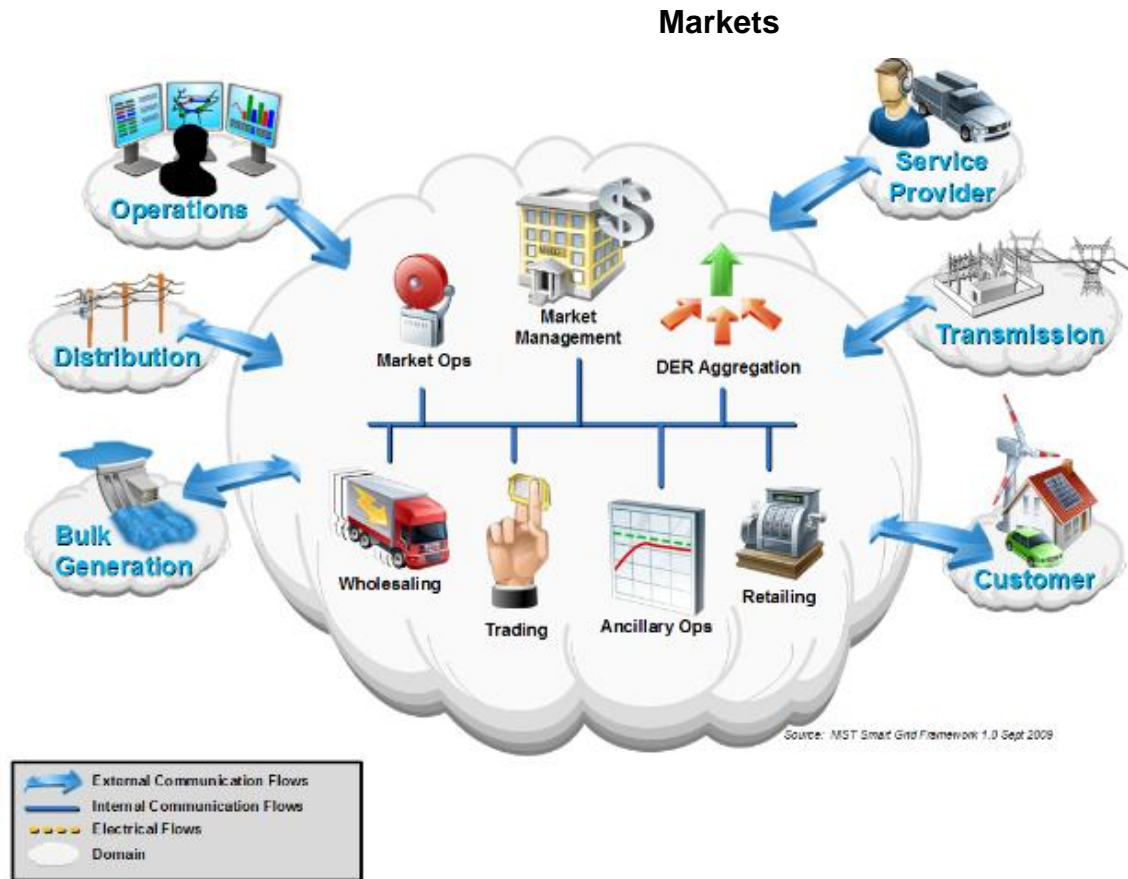 Markets
Operations
Service
Provider
Distribution
Transmission
Bulk
Generation
Customer
Market Ops
Market
Management
DER Aggregation
Wholesaling
Trading
Ancillary Ops
Retailing
Source: NIST Smart Grid Framework 1.0 Sept 2009
External Communication Flows
Internal Communication Flows
Electrical Flows
Domain